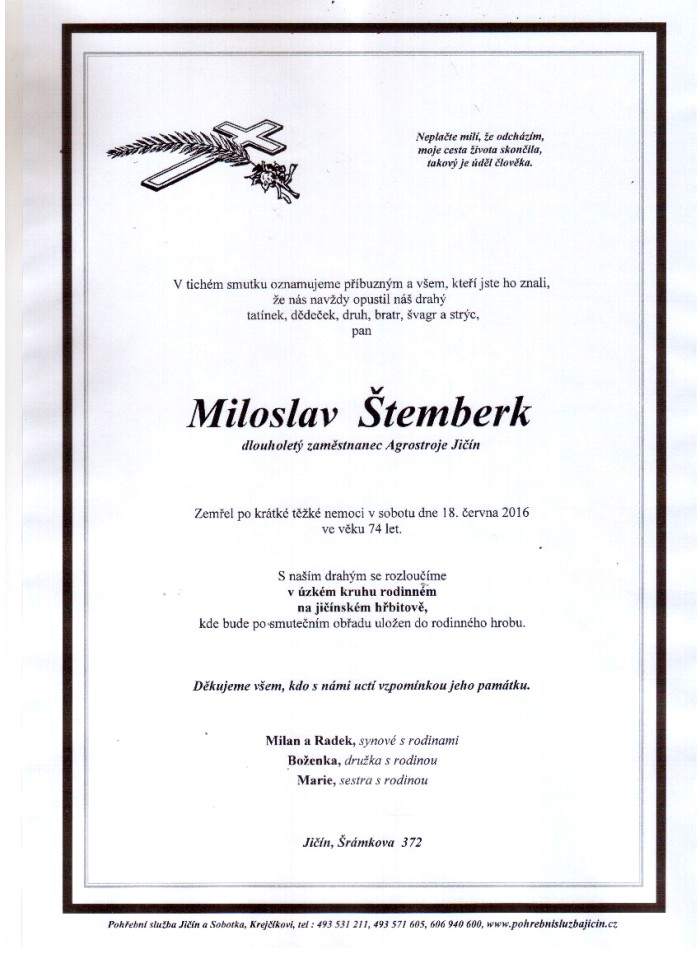 Neplačte milí, že odcházím,
moje cesta života skončila,
takový je úděl člověka.
V tichém smutku oznamujeme příbuzným a všem, kteří jste ho znali,
že nás navždy opustil náš drahý
tatínek, dědeček, druh, bratr, švagr a strýc,
pan
Miloslav Štemberk
dlouholetý zaměstnanec Agrostroje Jičín
Zemřel po krátké těžké nemoci v sobotu dne 18. června 2016
ve věku 74 let.
S naším drahým se rozloučíme
v úzkém kruhu rodinném
na jičínském hřbitově,
kde bude po smutečním obřadu uložen do rodinného hrobu.
Děkujeme všem, kdo s námi uctí vzpomínkou jeho památku.
Milan a Radek, synové s rodinami
Boženka, družka s rodinou
Marie, sestra s rodinou
Jičín, Šrámkova 372
Pohřební služba Jičín a Sobotka, Krejčíkovi, tel : 493 531 211, 493 571 605, 606 940 600, www.pohrebnisluzbajicin.cz